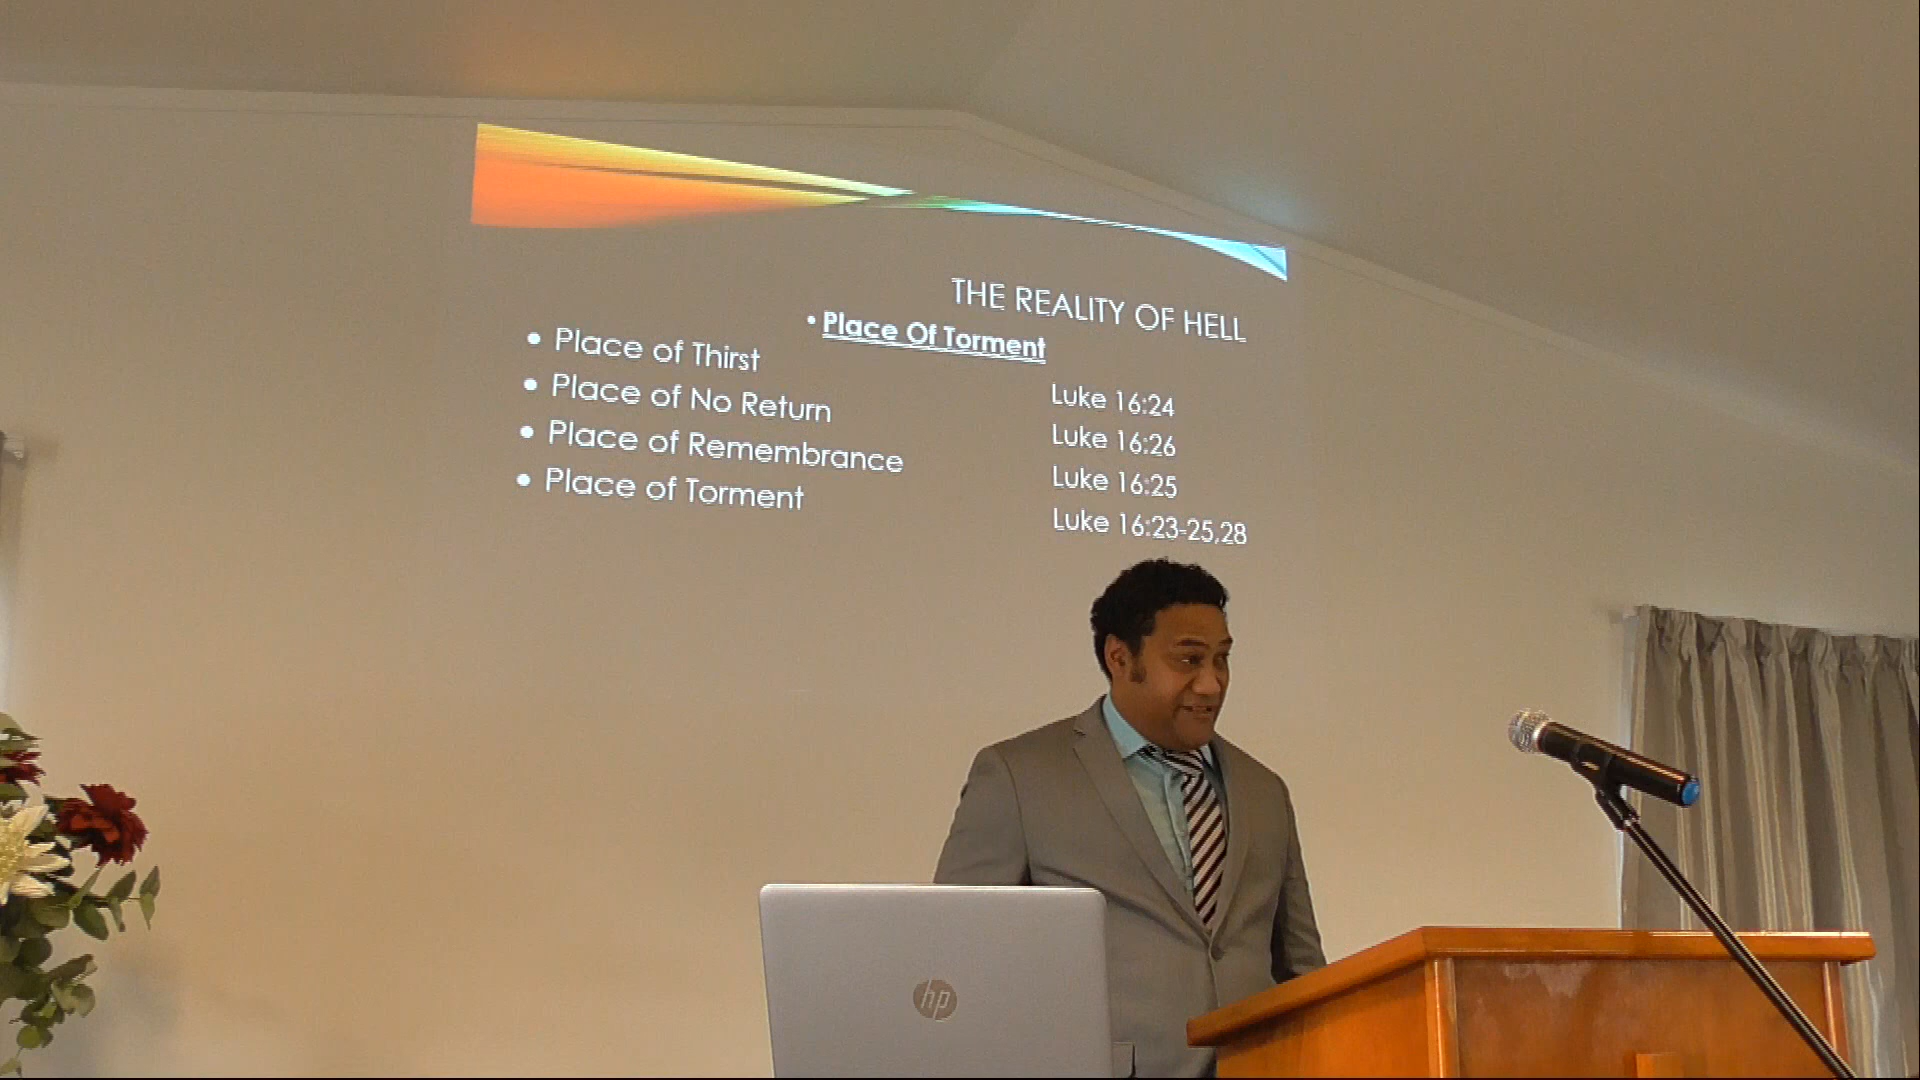 THE REALITY OF HELL
• Place Of Torment
• Place of Thirst Luke 16:24
• Place of No Return Luke 16:26
• Place of Remembrance Luke 16:25
• Place of Torment Luke 16:23-25,28
hp